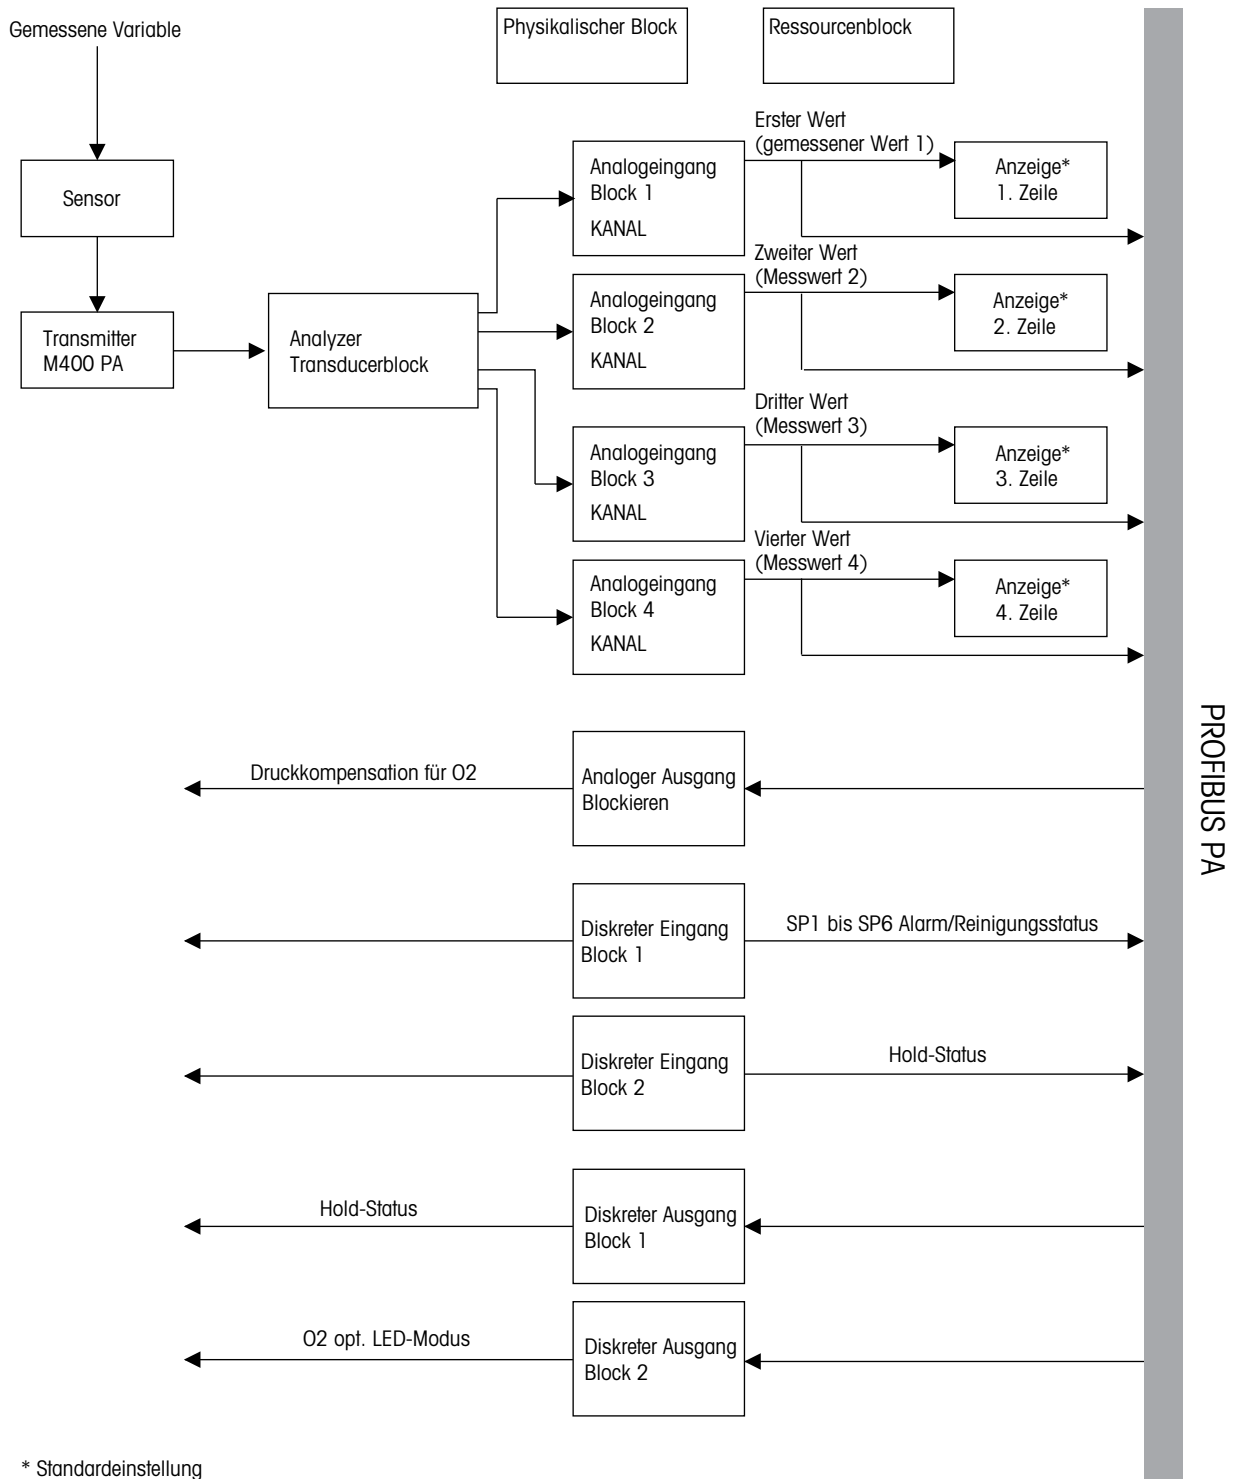 Gemessene Variable
Physikalischer Block
Ressourcenblock
Sensor
Transmitter
M400 PA
Analyzer
Transducerblock
Analogeingang
Block 1
KANAL
Erster Wert
(gemessener Wert 1)
Anzeige*
1. Zeile
Analogeingang
Block 2
KANAL
Zweiter Wert
(Messwert 2)
Anzeige*
2. Zeile
Analogeingang
Block 3
KANAL
Dritter Wert
(Messwert 3)
Anzeige*
3. Zeile
Analogeingang
Block 4
KANAL
Vierter Wert
(Messwert 4)
Anzeige*
4. Zeile
PROFIBUS PA
Druckkompensation für O2
Analoger Ausgang
Blockieren
Diskreter Eingang
Block 1
SP1 bis SP6 Alarm/Reinigungsstatus
Diskreter Eingang
Block 2
Hold-Status
Hold-Status
Diskreter Ausgang
Block 1
O2 opt. LED-Modus
Diskreter Ausgang
Block 2
* Standardeinstellung